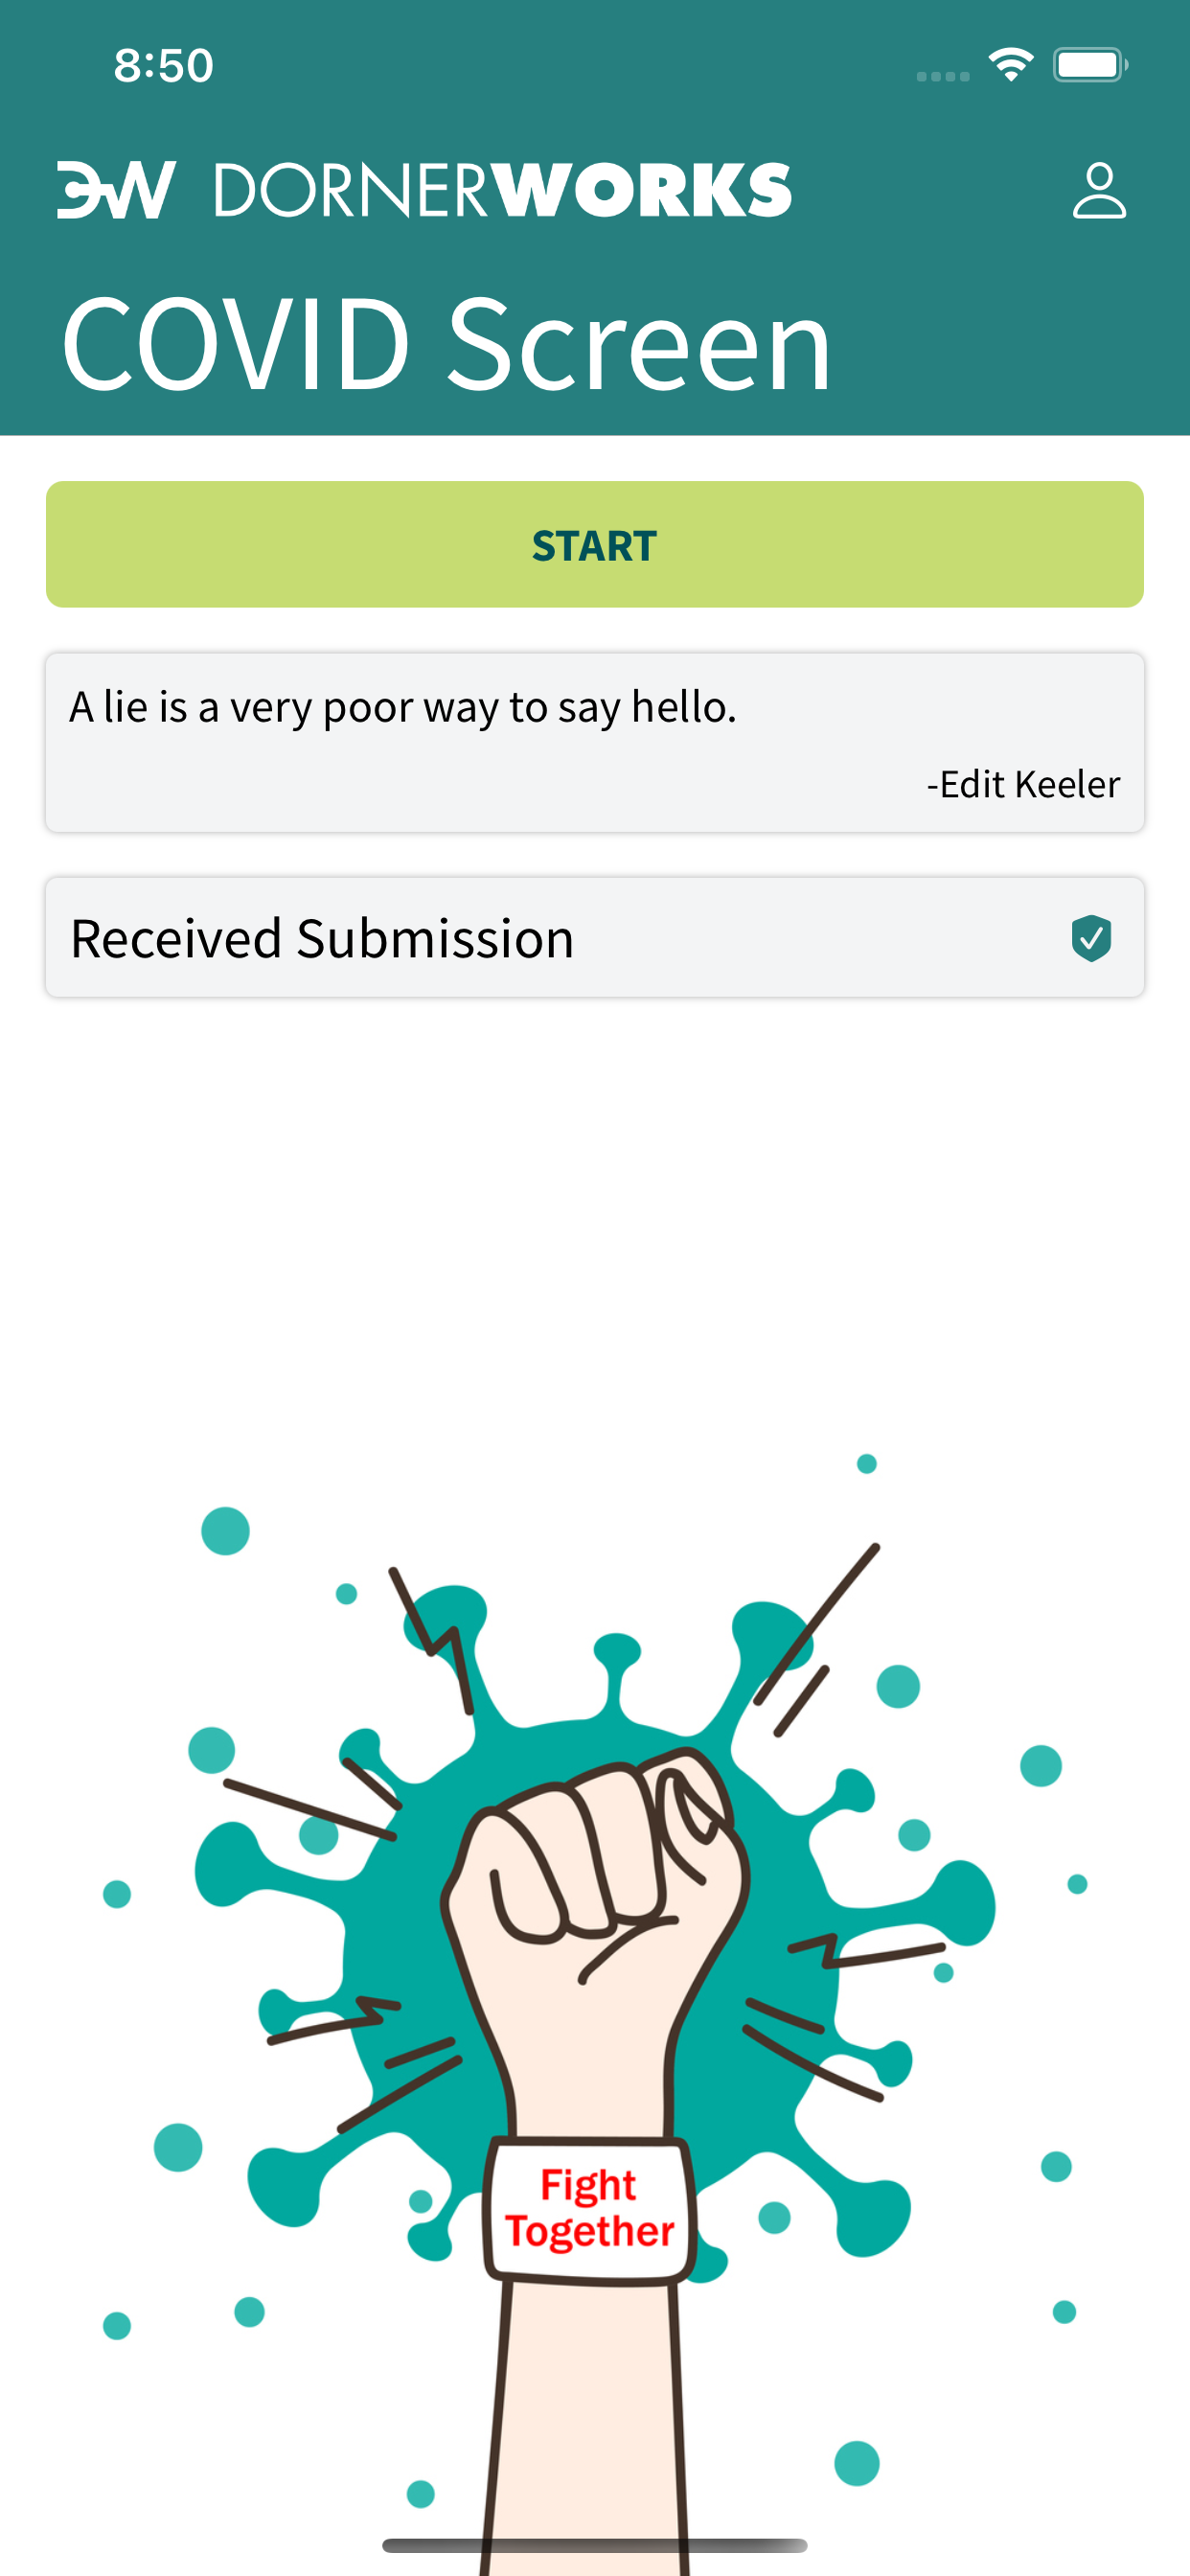 8:50
DORNERWORKS
COVID Screen
START
A lie is a very poor way to say hello.
-Edit Keeler
Received Submission
Fight
Together